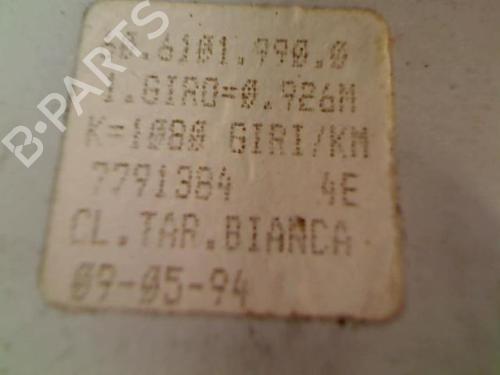 60.6101.990.0
1.GIRO=0.926M
K=1080 GIRI/KM
7791384 4E
CL.TAR.BIANCA
09-05-94
B-PARTS